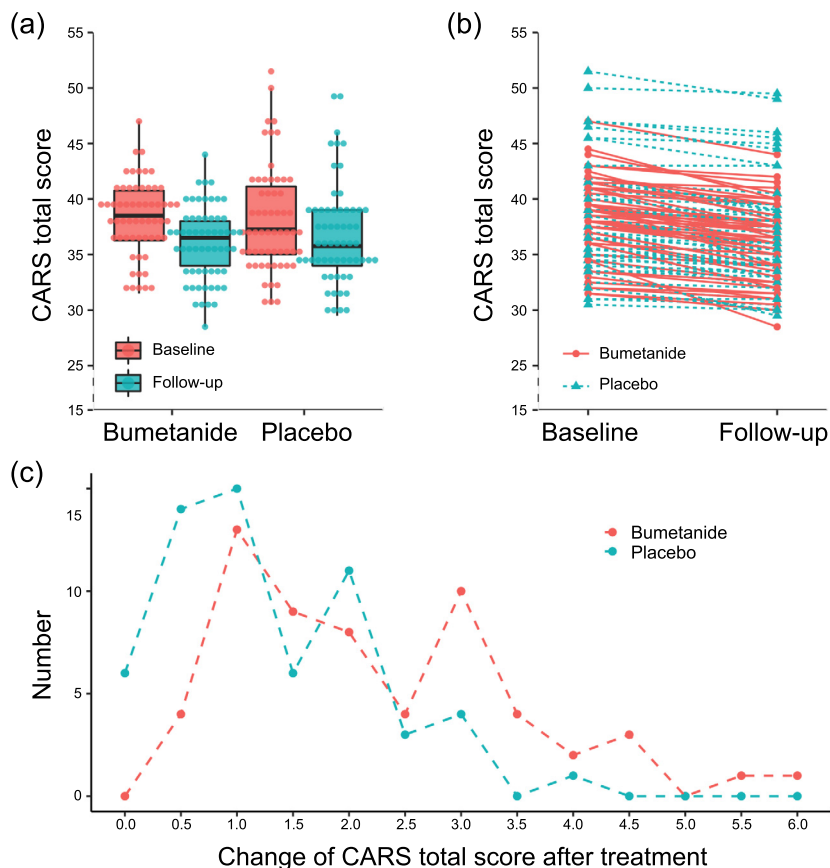 (a)
55
50
45
40
35
30
25
15
CARS total score
Baseline
Follow-up
Bumetanide
Placebo
(b)
55
50
45
40
35
30
25
15
CARS total score
Bumetanide
Placebo
Baseline
Follow-up
(c)
15
10
5
0
Number
Bumetanide
Placebo
0.0 0.5 1.0 1.5 2.0 2.5 3.0 3.5 4.0 4.5 5.0 5.5 6.0
Change of CARS total score after treatment